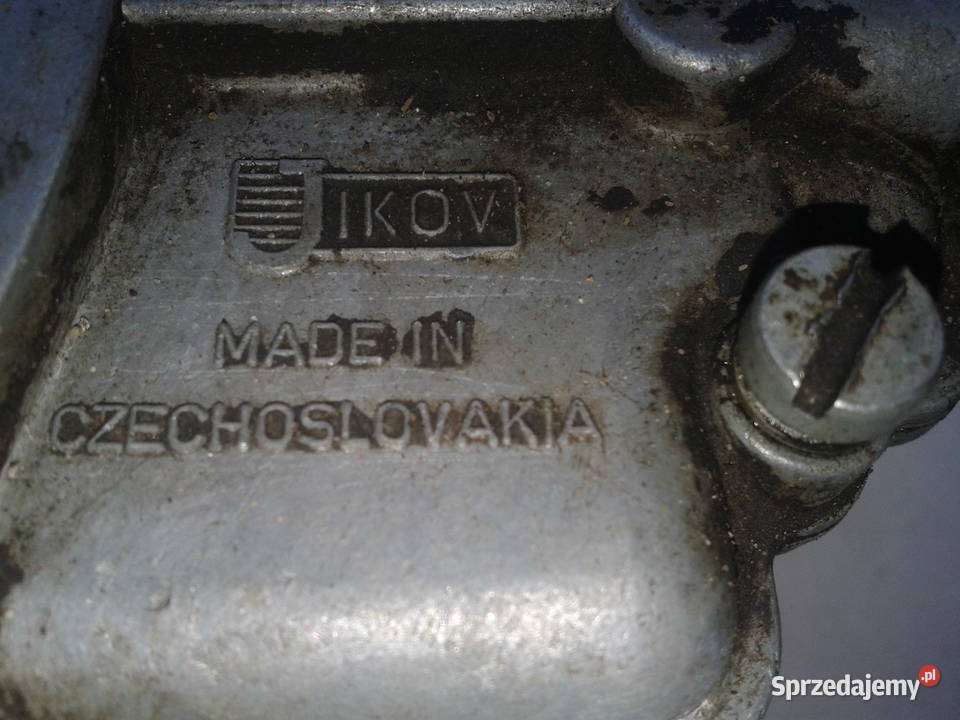 JIKOV
MADE IN
CZECHOSLOVAKIA
Sprzedajemy.pl